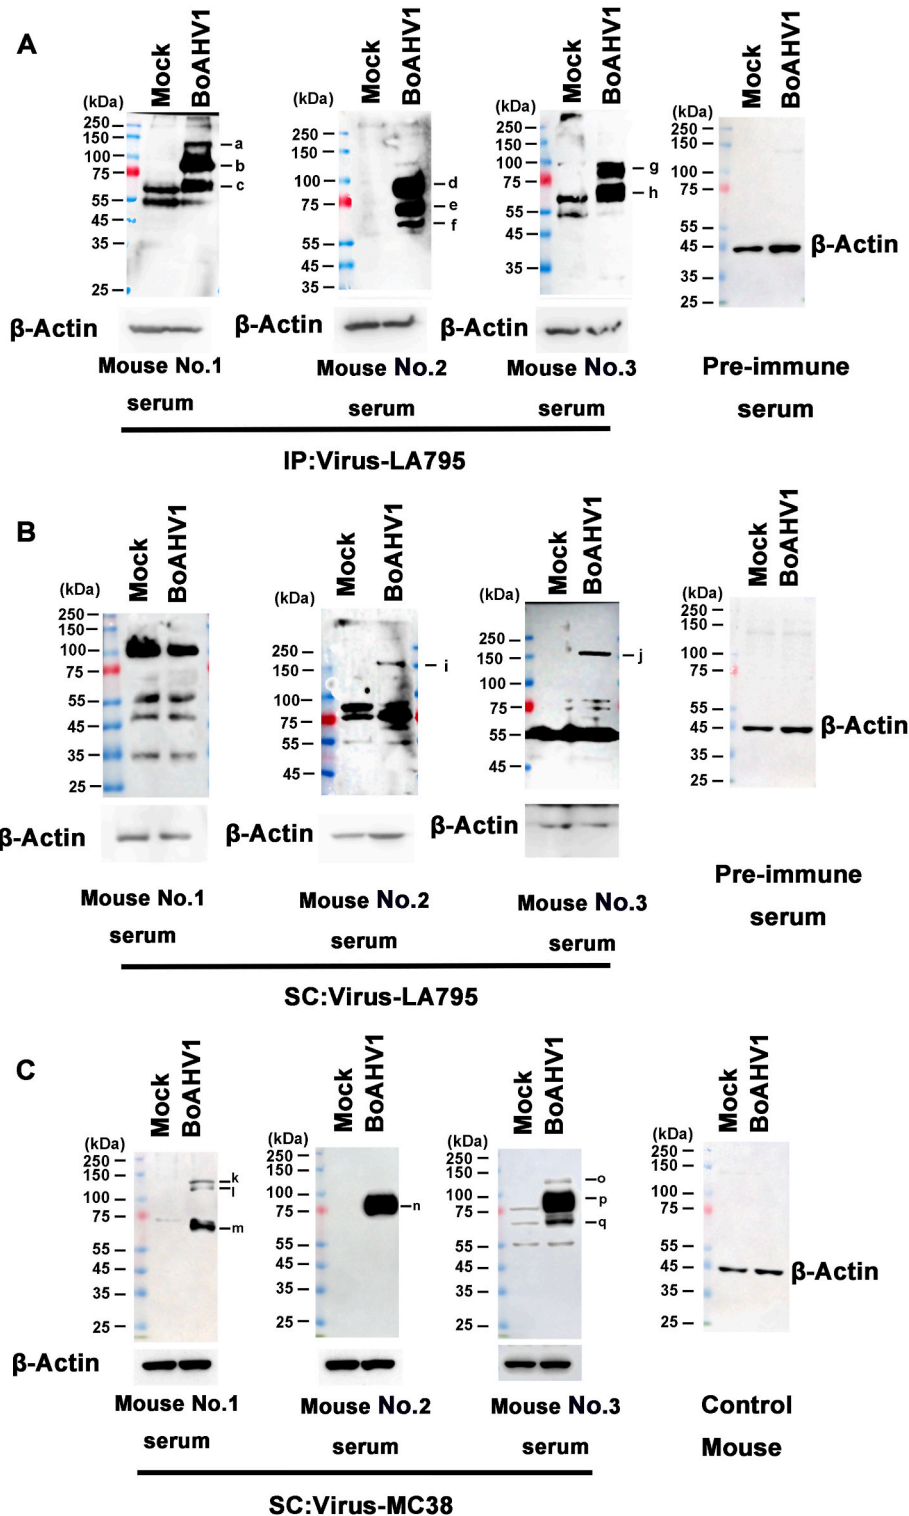 A
Mock
BoAHV1
Mock
BoAHV1
Mock
BoAHV1
Mock
BoAHV1
(kDa)
250
150
100
75
55
45
35
25
a
b
c
(kDa)
250
150
100
75
55
45
35
d
e
f
(kDa)
250
150
100
75
55
45
35
g
h
(kDa)
250
150
100
75
55
45
35
25
β-Actin
β-Actin
β-Actin
β-Actin
Mouse No.1
serum
Mouse No.2
serum
Mouse No.3
serum
Pre-immune
serum
IP:Virus-LA795
B
Mock
BoAHV1
Mock
BoAHV1
Mock
BoAHV1
Mock
BoAHV1
(kDa)
250
150
100
75
55
45
35
25
(kDa)
250
150
100
75
55
45
i
(kDa)
250
150
100
75
55
45
j
(kDa)
250
150
100
75
55
45
35
25
β-Actin
β-Actin
β-Actin
β-Actin
Mouse No.1
serum
Mouse No.2
serum
Mouse No.3
serum
Pre-immune
serum
SC:Virus-LA795
C
Mock
BoAHV1
Mock
BoAHV1
Mock
BoAHV1
Mock
BoAHV1
(kDa)
250
150
100
75
55
45
35
25
k
l
m
(kDa)
250
150
100
75
55
45
35
25
n
(kDa)
250
150
100
75
55
45
35
25
o
p
q
(kDa)
250
150
100
75
55
45
35
25
β-Actin
β-Actin
Mouse No.1
serum
Mouse No.2
serum
Mouse No.3
serum
Control
Mouse
SC:Virus-MC38